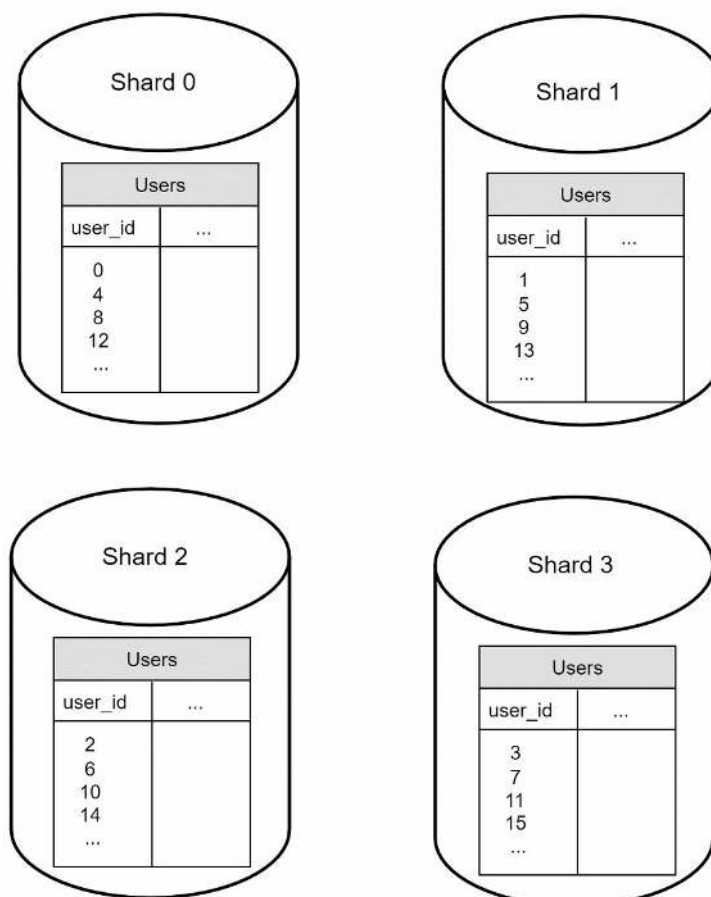 Shard 0
Users
user_id ...
0
4
8
12
...
Shard 1
Users
user_id ...
1
5
9
13
...
Shard 2
Users
user_id ...
2
6
10
14
...
Shard 3
Users
user_id ...
3
7
11
15
...